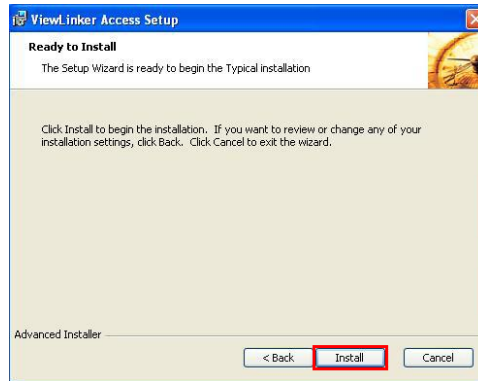 ViewLinker Access Setup
Ready to Install
The Setup Wizard is ready to begin the Typical installation
Click Install to begin the installation.  If you want to review or change any of your
installation settings, click Back.  Click Cancel to exit the wizard.
Advanced Installer
< Back Install Cancel